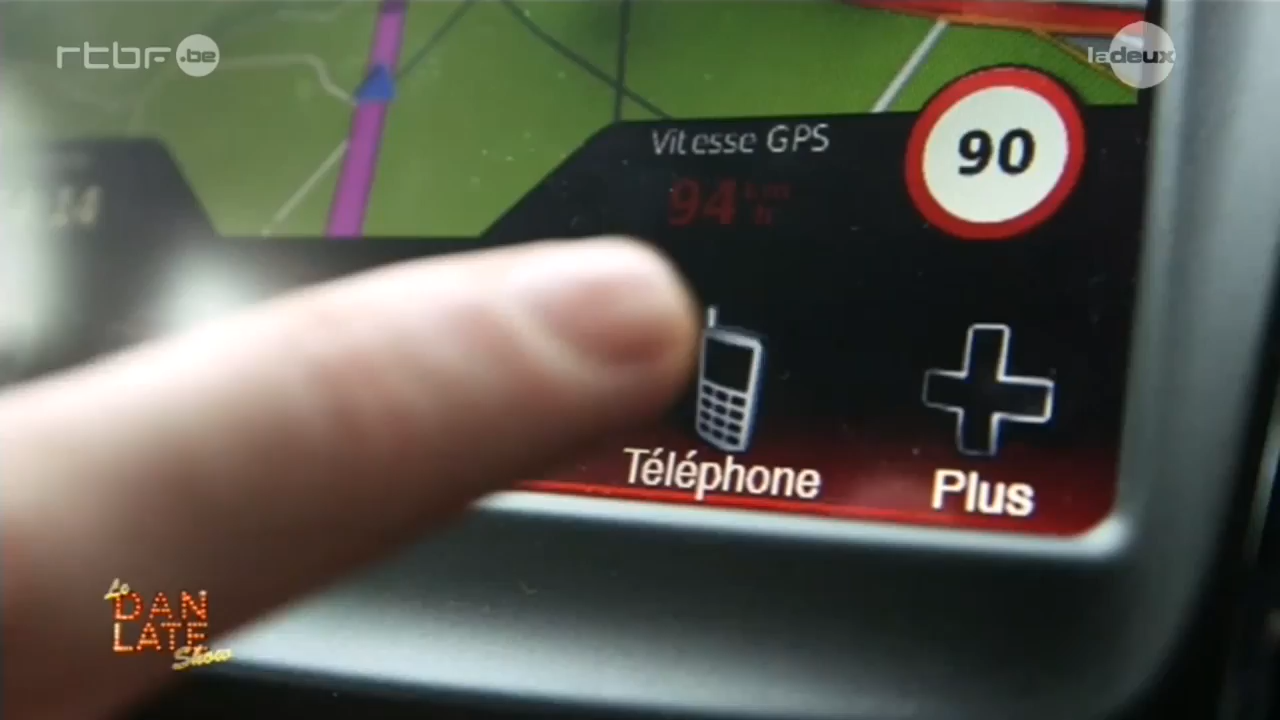 rtbf.be
ladeux
Vitesse GPS
90
94
Téléphone
Plus
Le
DAN
LATE
Show